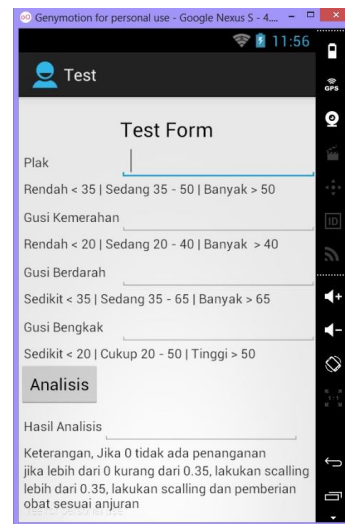 Genymotion for personal use - Google Nexus S - 4....
11:56
Test
GPS
Test Form
Plak
Rendah < 35 | Sedang 35 - 50 | Banyak > 50
Gusi Kemerahan
Rendah < 20 | Sedang 20 - 40 | Banyak > 40
Gusi Berdarah
Sedikit < 35 | Sedang 35 - 65 | Banyak > 65
Gusi Bengkak
Sedikit < 20 | Cukup 20 - 50 | Tinggi > 50
Analisis
Hasil Analisis
Keterangan, Jika 0 tidak ada penanganan
jika lebih dari 0 kurang dari 0.35, lakukan scalling
lebih dari 0.35, lakukan scalling dan pemberian
obat sesuai anjuran
ID
1:1